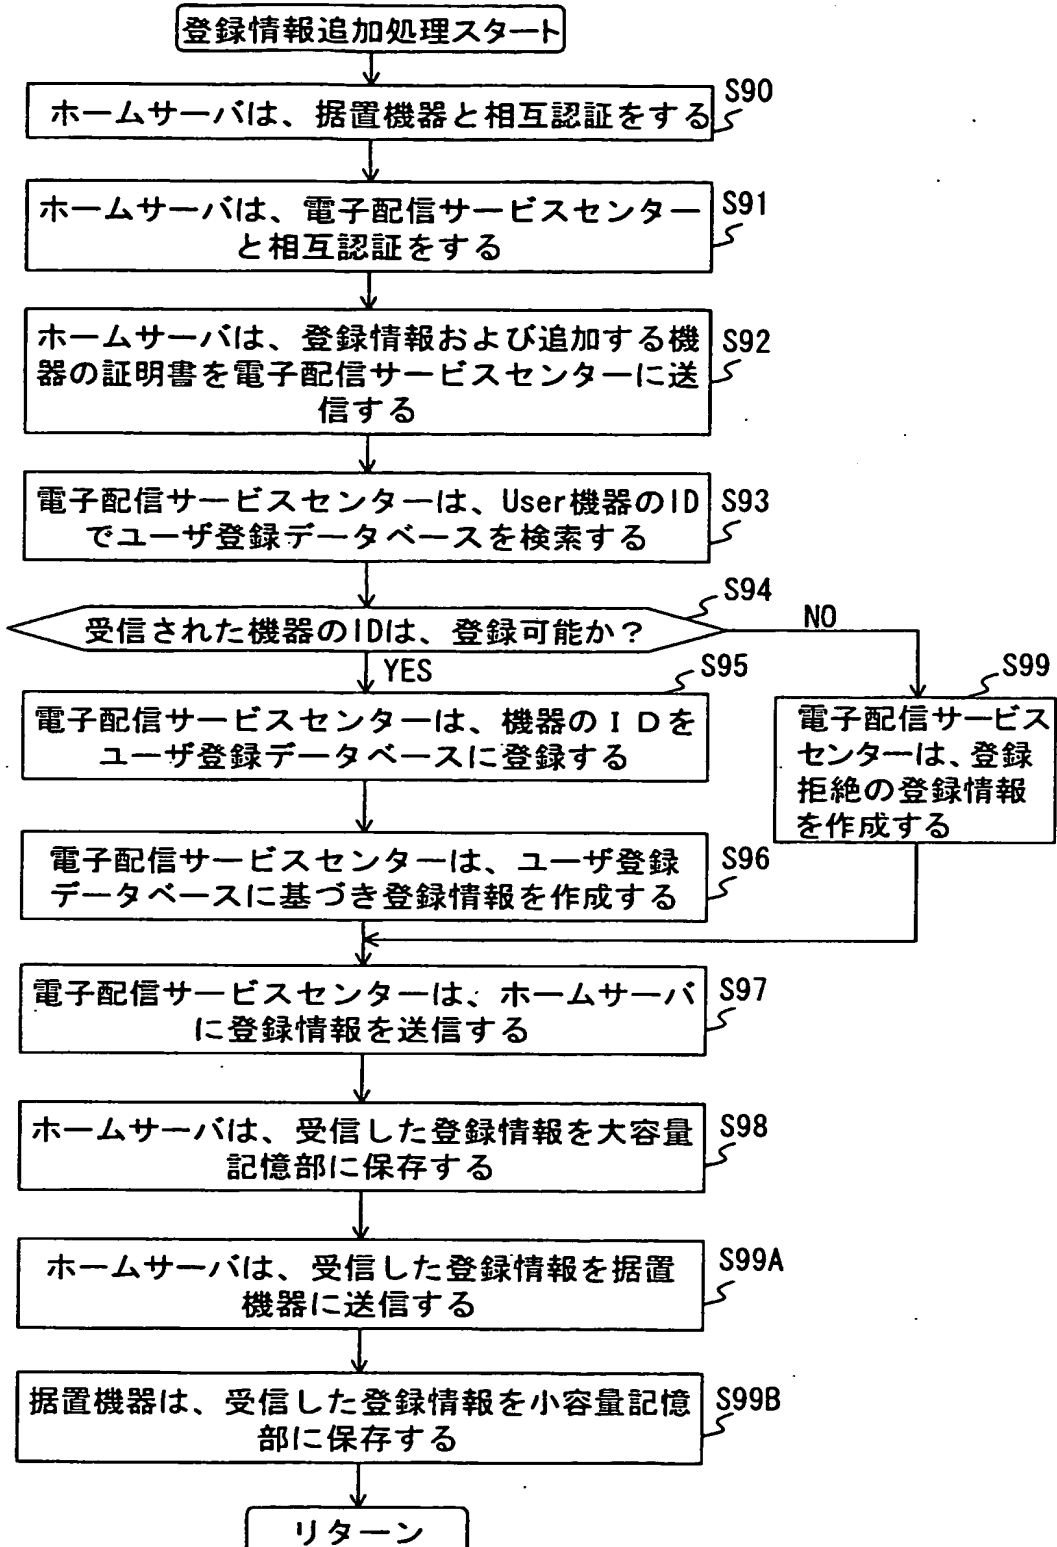 登録情報追加処理スタート
S90
ホームサーバは、据置機器と相互認証をする
S91
ホームサーバは、電子配信サービスセンター
と相互認証をする
S92
ホームサーバは、登録情報および追加する機
器の証明書を電子配信サービスセンターに送
信する
S93
電子配信サービスセンターは、User機器のID
でユーザ登録データベースを検索する
S94
受信された機器のIDは、登録可能か?
NO
YES
S95
電子配信サービスセンターは、機器のIDを
ユーザ登録データベースに登録する
S99
電子配信サービス
センターは、登録
拒絶の登録情報
を作成する
S96
電子配信サービスセンターは、ユーザ登録
データベースに基づき登録情報を作成する
S97
電子配信サービスセンターは、ホームサーバ
に登録情報を送信する
S98
ホームサーバは、受信した登録情報を大容量
記憶部に保存する
S99A
ホームサーバは、受信した登録情報を据置
機器に送信する
S99B
据置機器は、受信した登録情報を小容量記憶
部に保存する
リターン